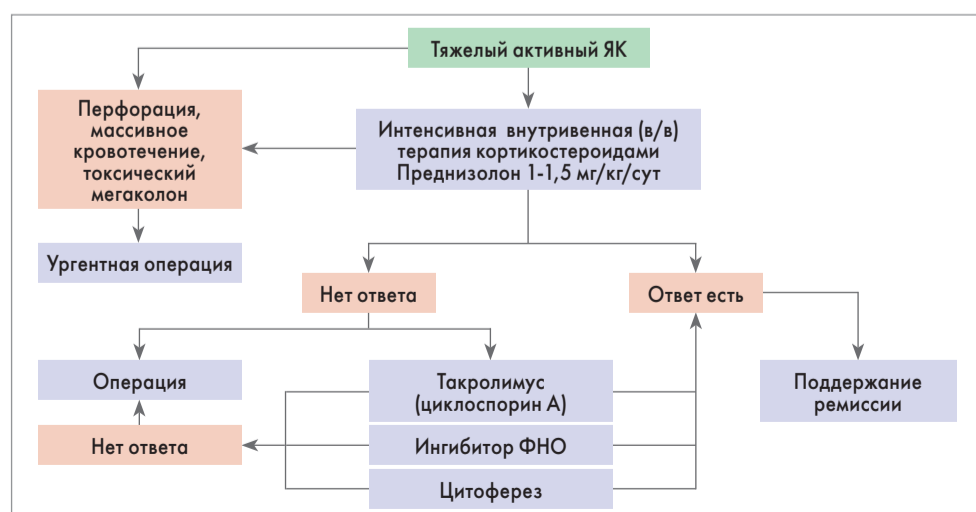 Тяжелый активный ЯК
Перфорация,
массивное
кровотечение,
токсический
мегаколон
Интенсивная внутривенная (в/в)
терапия кортикостероидами
Преднизолон 1-1,5 мг/кг/сут
Ургентная операция
Нет ответа
Ответ есть
Операция
Такролимус
(циклоспорин А)
Поддержание
ремиссии
Нет ответа
Ингибитор ФНО
Цитоферез